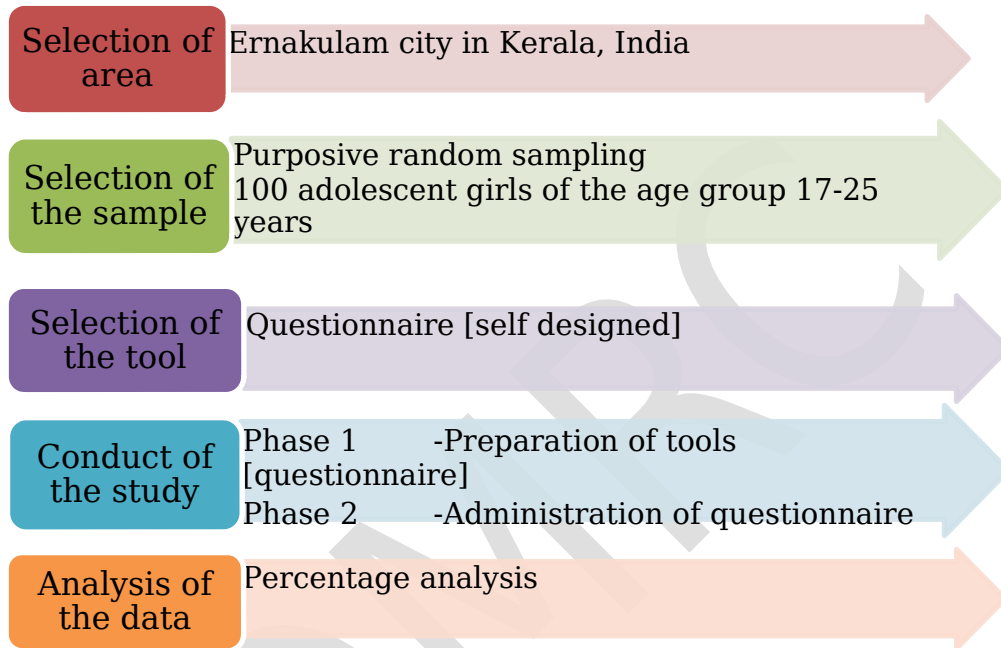 Selection of
area
Ernakulam city in Kerala, India
Selection of
the sample
Purposive random sampling
100 adolescent girls of the age group 17-25
years
Selection of
the tool
Questionnaire [self designed]
Conduct of
the study
Phase 1 -Preparation of tools
[questionnaire]
Phase 2 -Administration of questionnaire
Analysis of
the data
Percentage analysis